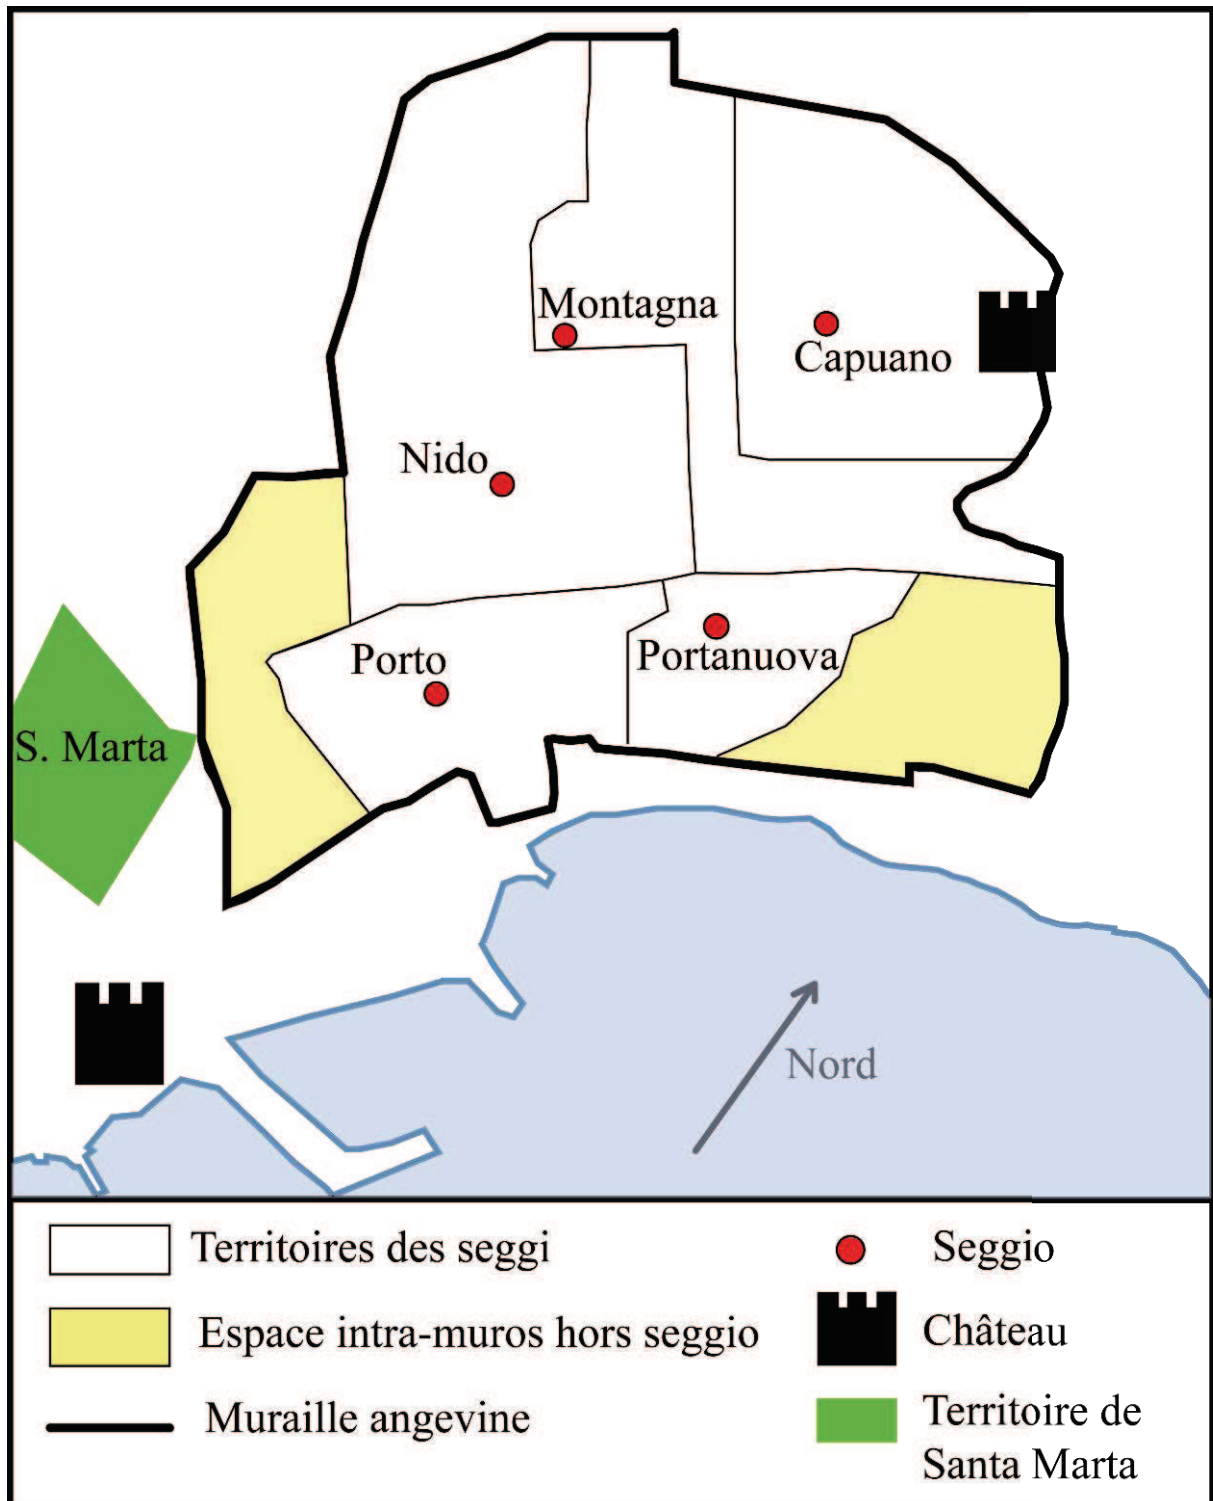 Montagna
Capuano
Nido
Porto
Portanuova
S. Marta
Nord
Territoires des seggi
Espace intra-muros hors seggio
Muraille angevine
Seggio
Château
Territoire de
Santa Marta